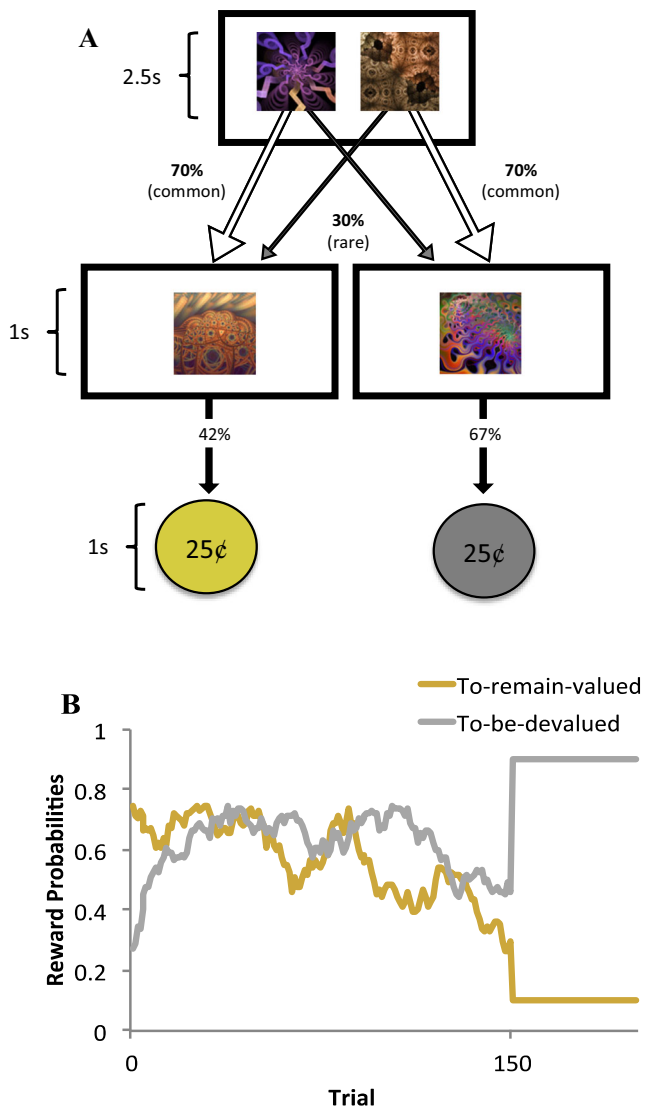 A
2.5s
70%
(common)
70%
(common)
30%
(rare)
1s
42%
67%
1s
25¢
25¢
B
To-remain-valued
To-be-devalued
1
0.8
0.6
0.4
0.2
0
Reward Probabilities
0
150
Trial